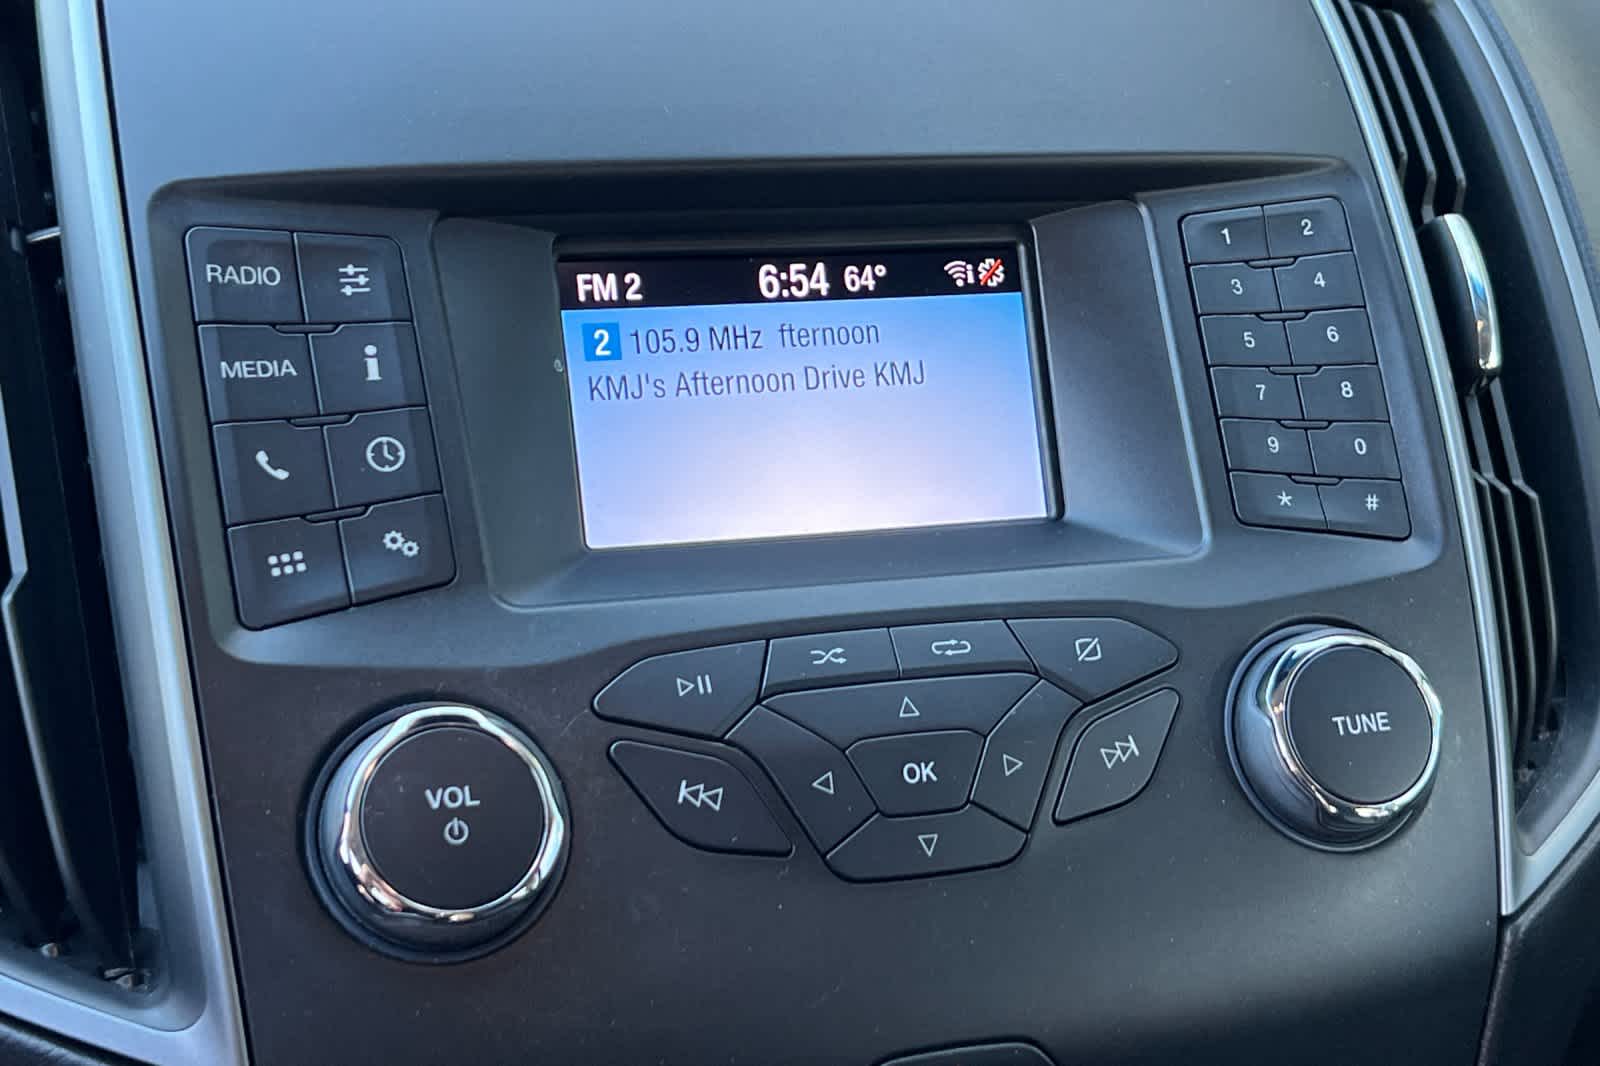 FM 2 6:54 64°
2 105.9 MHz fternoon
KMJ's Afternoon Drive KMJ
RADIO
MEDIA
i
1 2
3 4
5 6
7 8
9 0
* #
VOL
OK
TUNE